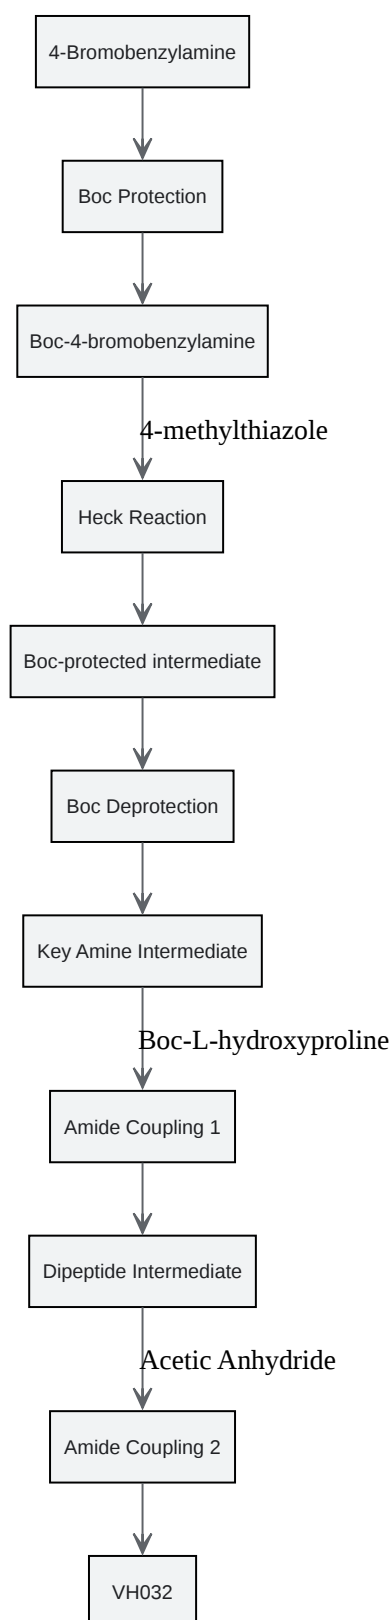 4-Bromobenzylamine
Boc Protection
Boc-4-bromobenzylamine
4-methylthiazole
Heck Reaction
Boc-protected intermediate
Boc Deprotection
Key Amine Intermediate
Boc-L-hydroxyproline
Amide Coupling 1
Dipeptide Intermediate
Acetic Anhydride
Amide Coupling 2
VH032